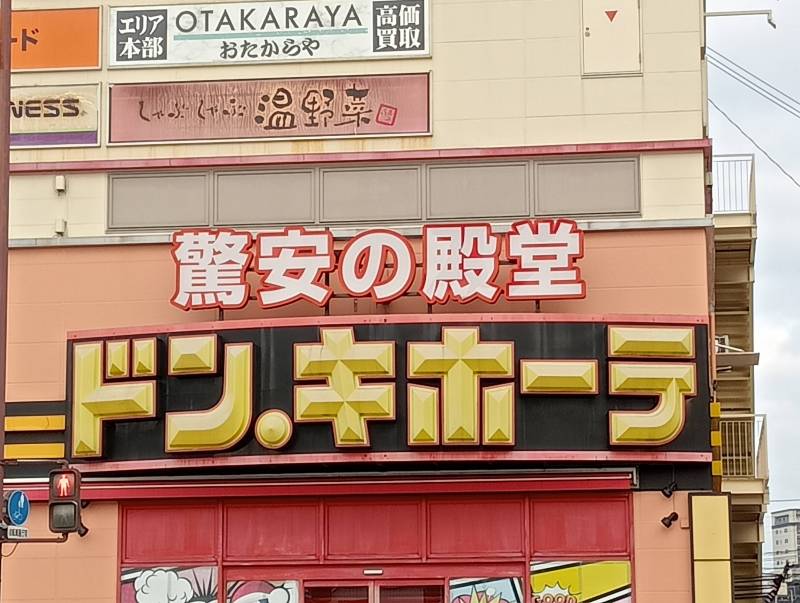 ード
エリア
本部
OTAKARAYA
おたからや
高価
買取
NESS
しゃぶしゃぶ 温野菜
驚安の殿堂
ドン.キホーテ